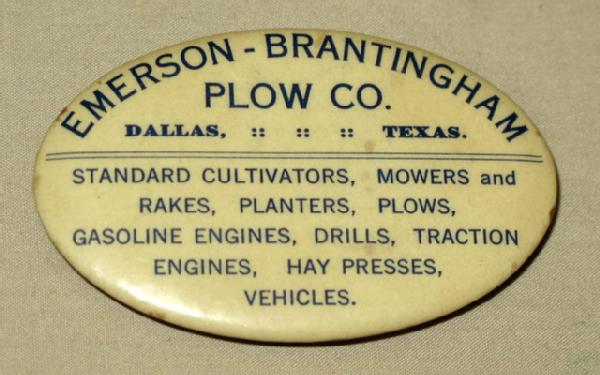 EMERSON - BRANTINGHAM
PLOW CO.
DALLAS, :: :: :: TEXAS.
STANDARD CULTIVATORS, MOWERS and
RAKES, PLANTERS, PLOWS,
GASOLINE ENGINES, DRILLS, TRACTION
ENGINES, HAY PRESSES,
VEHICLES.